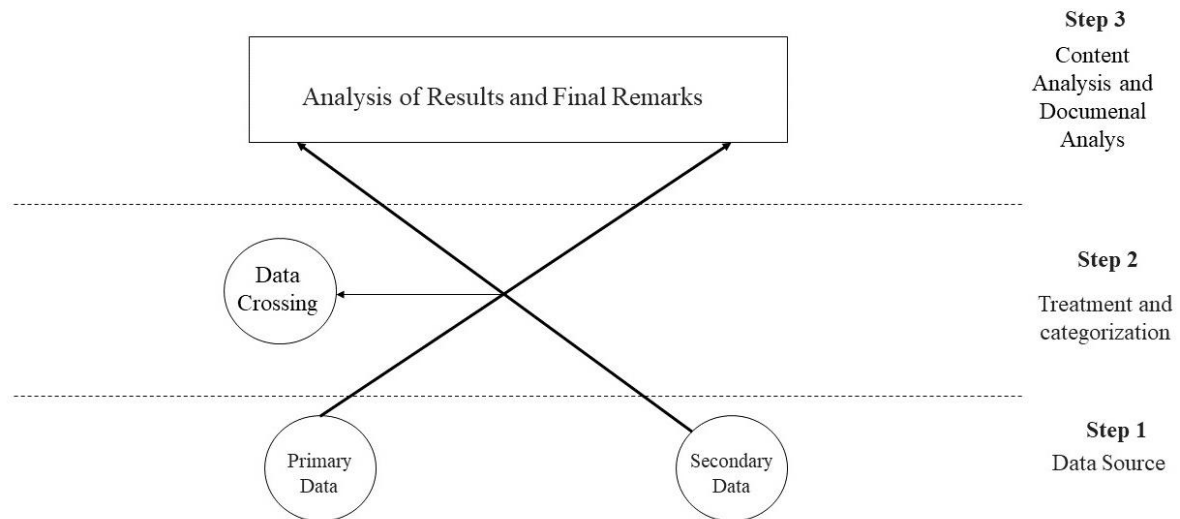 Step 3
Content
Analysis and
Documenal
Analys
Analysis of Results and Final Remarks
Data
Crossing
Step 2
Treatment and
categorization
Primary
Data
Secondary
Data
Step 1
Data Source